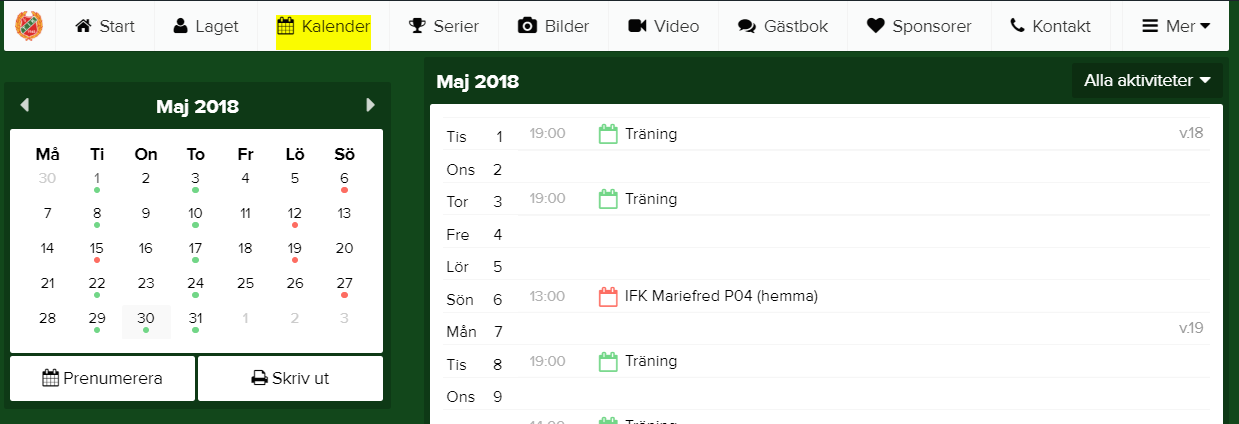 Start Laget Kalender Serier Bilder Video Gästbok Sponsorer Kontakt Mer
Maj 2018
Må Ti On To Fr Lö Sö
30 1 2 3 4 5 6
7 8 9 10 11 12 13
14 15 16 17 18 19 20
21 22 23 24 25 26 27
28 29 30 31 1 2 3
Prenumerera Skriv ut
Maj 2018 Alla aktiviteter
Tis 1 19:00 Träning v.18
Ons 2
Tor 3 19:00 Träning
Fre 4
Lör 5
Sön 6 13:00 IFK Mariefred P04 (hemma)
Mån 7 v.19
Tis 8 19:00 Träning
Ons 9
Träning